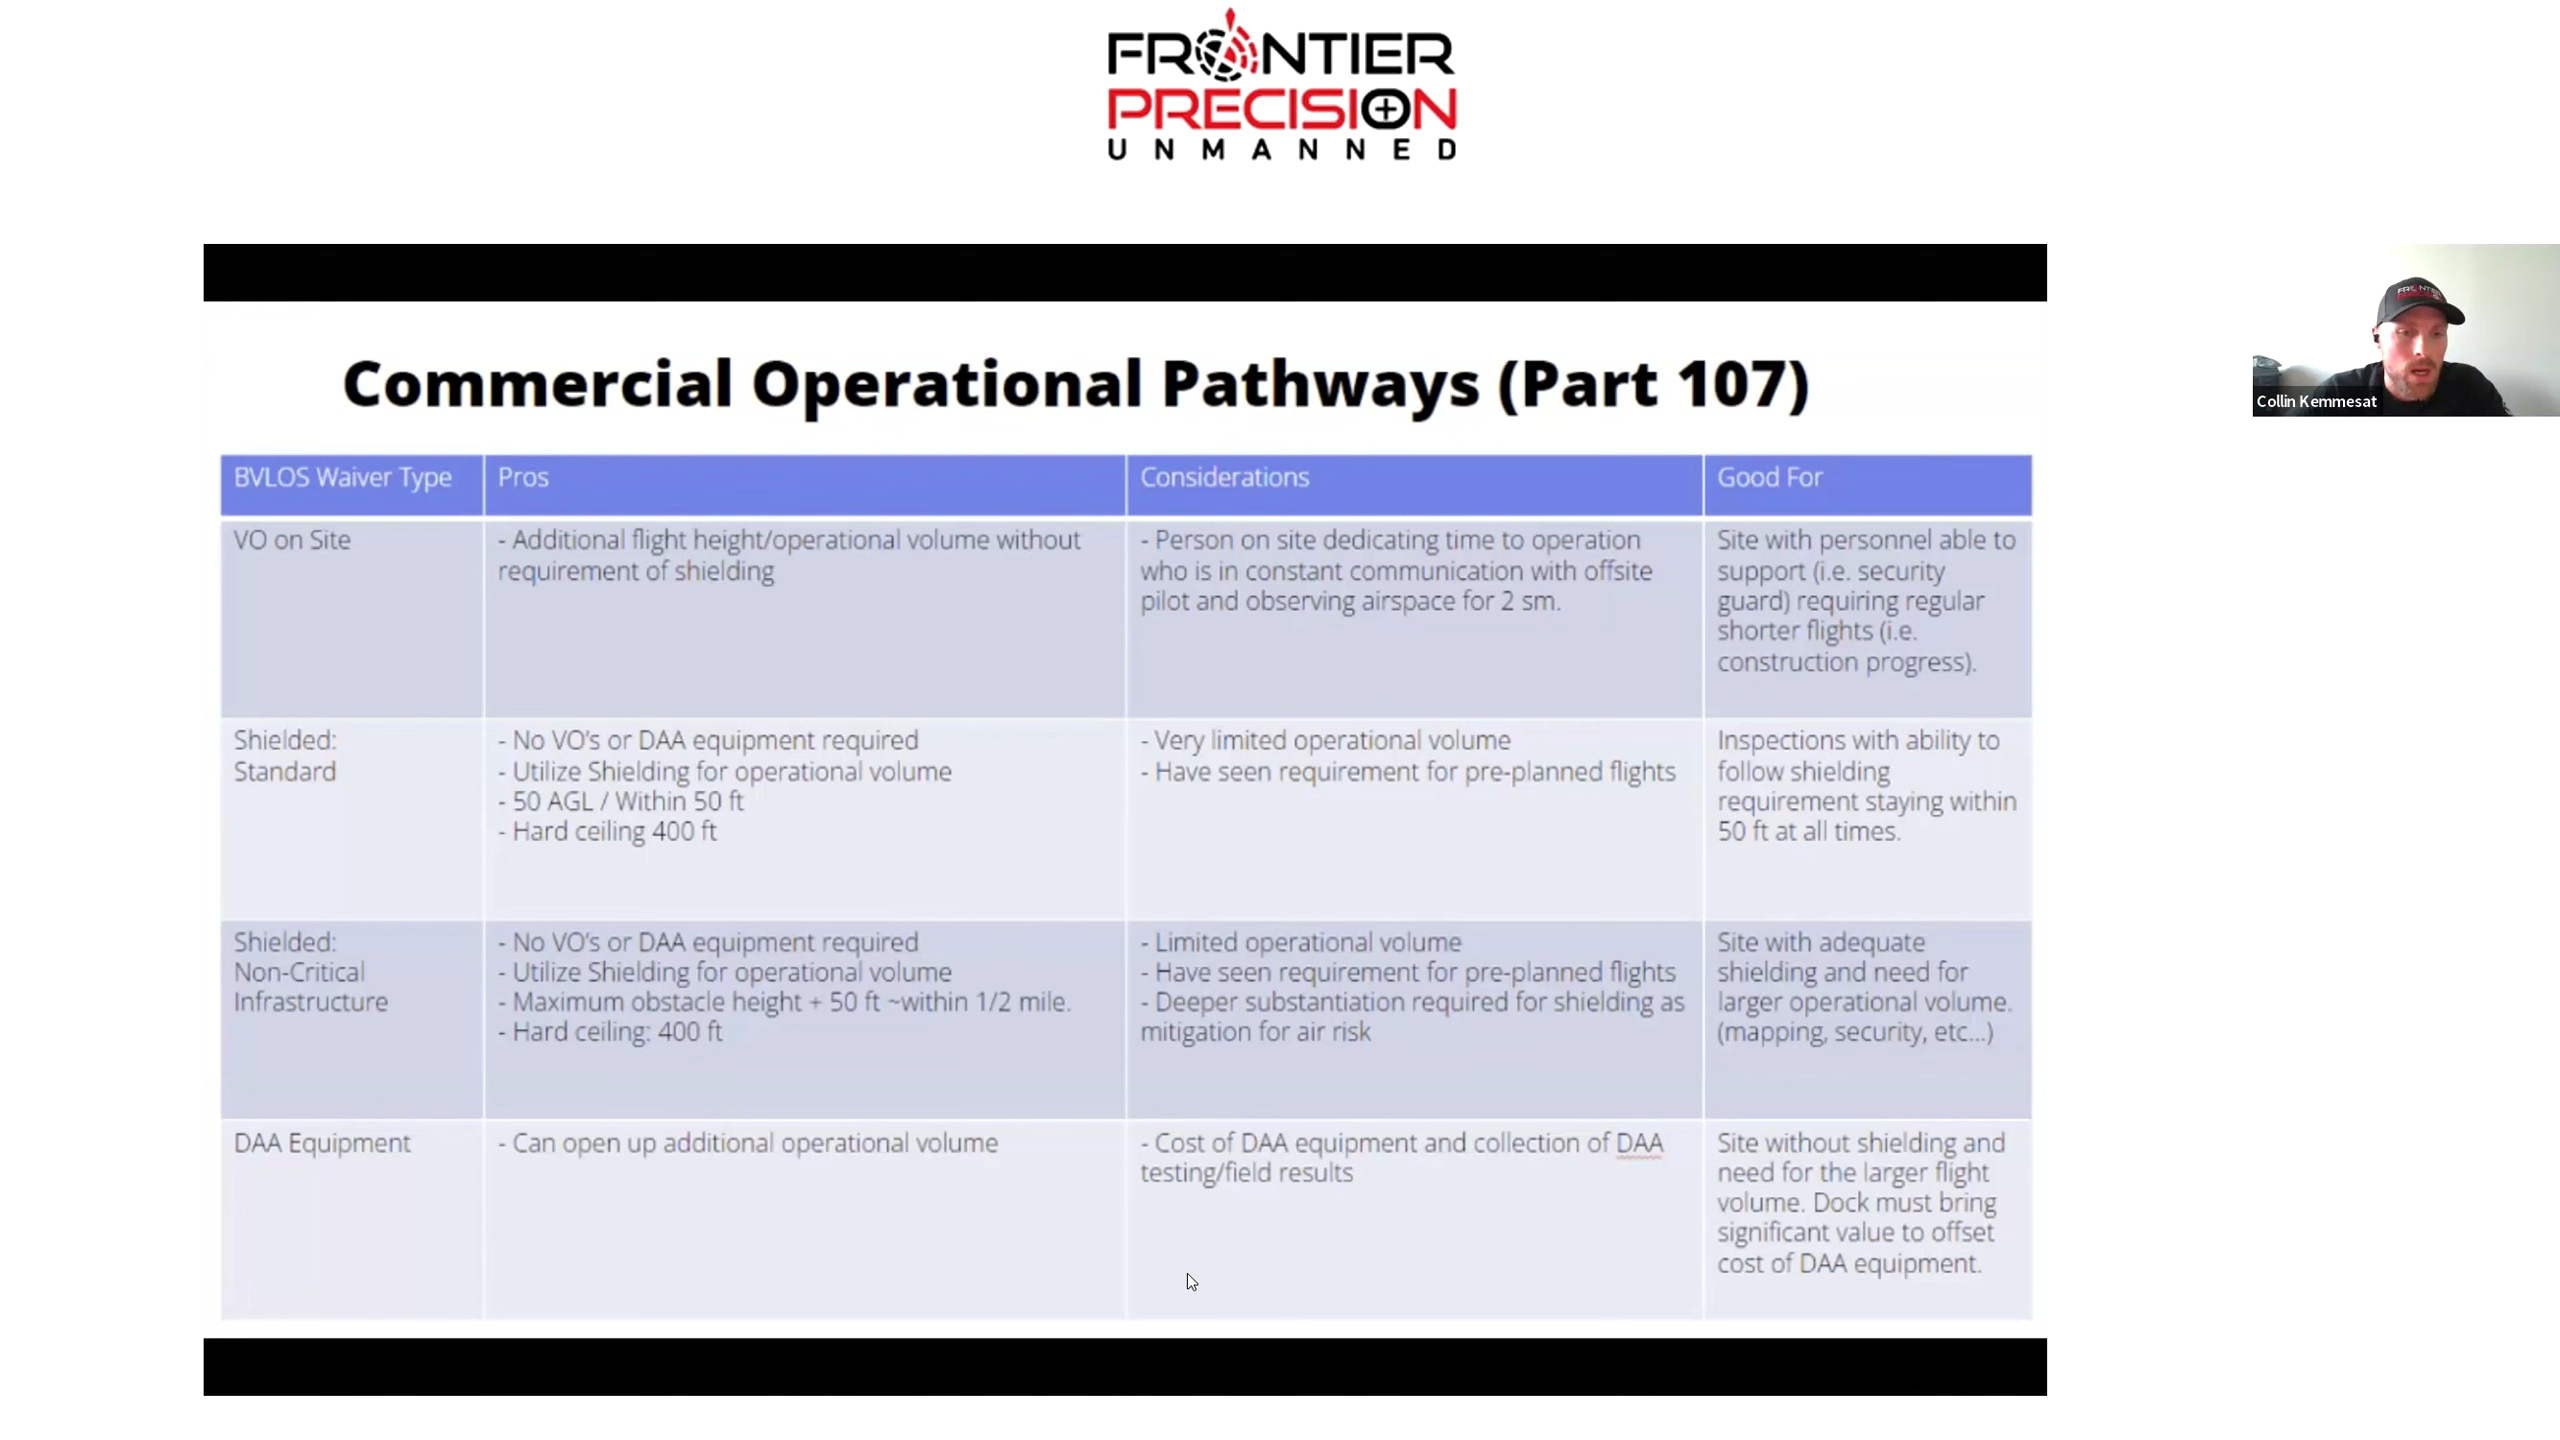 FRONTIER
PRECISION
UNMANNED
Commercial Operational Pathways (Part 107)
BVLOS Waiver Type
Pros
Considerations
Good For
VO on Site
- Additional flight height/operational volume without
requirement of shielding
- Person on site dedicating time to operation
who is in constant communication with offsite
pilot and observing airspace for 2 sm.
Site with personnel able to
support (i.e. security
guard) requiring regular
shorter flights (i.e.
construction progress).
Shielded:
Standard
- No VO's or DAA equipment required
- Utilize Shielding for operational volume
- 50 AGL / Within 50 ft
- Hard ceiling 400 ft
- Very limited operational volume
- Have seen requirement for pre-planned flights
Inspections with ability to
follow shielding
requirement staying within
50 ft at all times.
Shielded:
Non-Critical
Infrastructure
- No VO's or DAA equipment required
- Utilize Shielding for operational volume
- Maximum obstacle height + 50 ft ~within 1/2 mile.
- Hard ceiling: 400 ft
- Limited operational volume
- Have seen requirement for pre-planned flights
- Deeper substantiation required for shielding as
mitigation for air risk
Site with adequate
shielding and need for
larger operational volume.
(mapping, security, etc...)
DAA Equipment
- Can open up additional operational volume
- Cost of DAA equipment and collection of DAA
testing/field results
Site without shielding and
need for the larger flight
volume. Dock must bring
significant value to offset
cost of DAA equipment.
FRONTIER
PRECISION
Collin Kemmesat